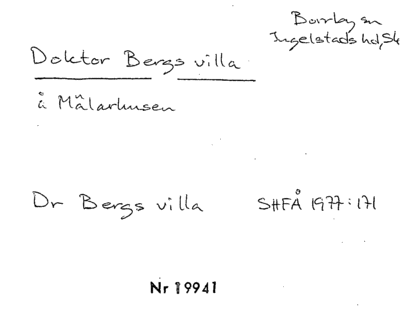 Borrby sn
Ingelstads hd, Sk
Doktor Bergs villa
å Mälarhusen
Dr Bergs villa SHFÅ 1977:171
Nr 19941